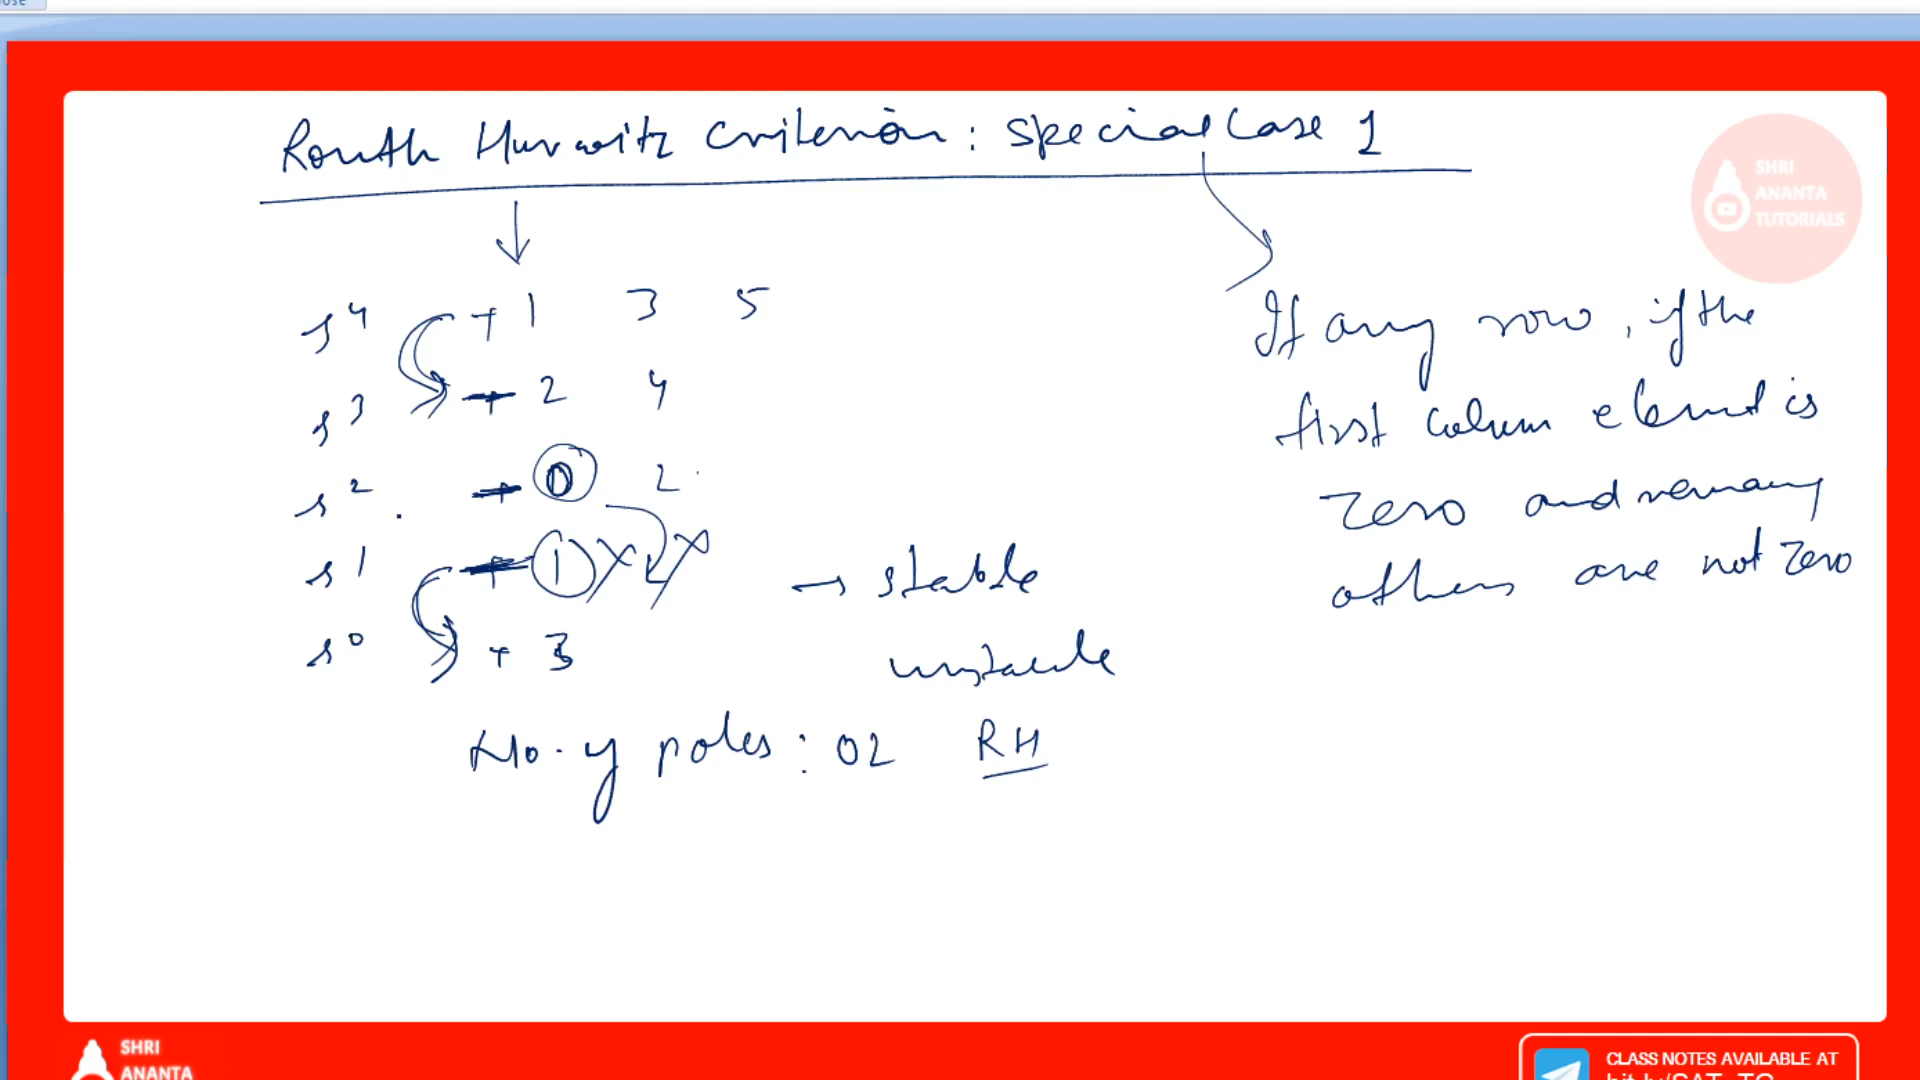 Routh Hurwitz Criterion : Special Case 1
SHRI
ANANTA
TUTORIALS
s4 + 1 3 5
s3 + 2 4
s2 + 0 2
s1 + 1 X X
s0 + 3
→ stable
unstable
No. of poles : 02 RH
If any row, if the
first column element is
zero and remaining
others are not zero
SHRI
ANANTA
CLASS NOTES AVAILABLE AT